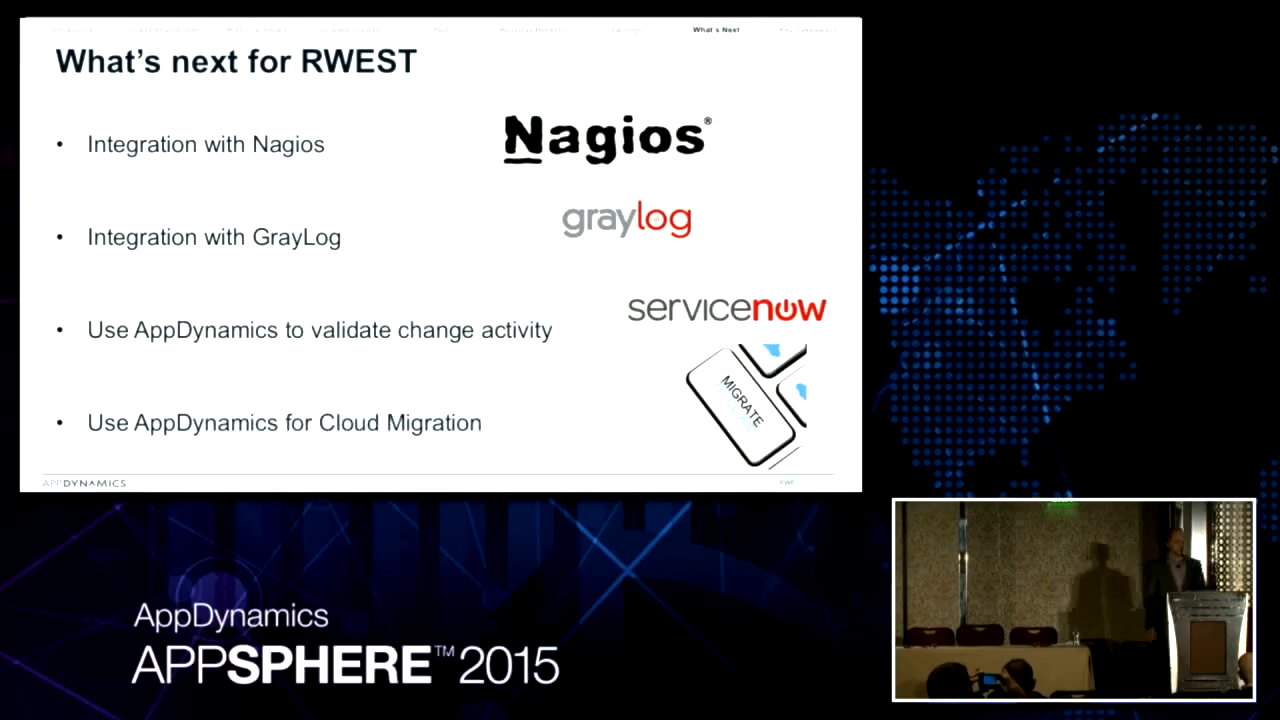 What's Next
What's next for RWEST
• Integration with Nagios
Nagios®
• Integration with GrayLog
graylog
• Use AppDynamics to validate change activity
servicenow
MIGRATE
• Use AppDynamics for Cloud Migration
APPDYNAMICS
AppDynamics
APPSPHERE™ 2015